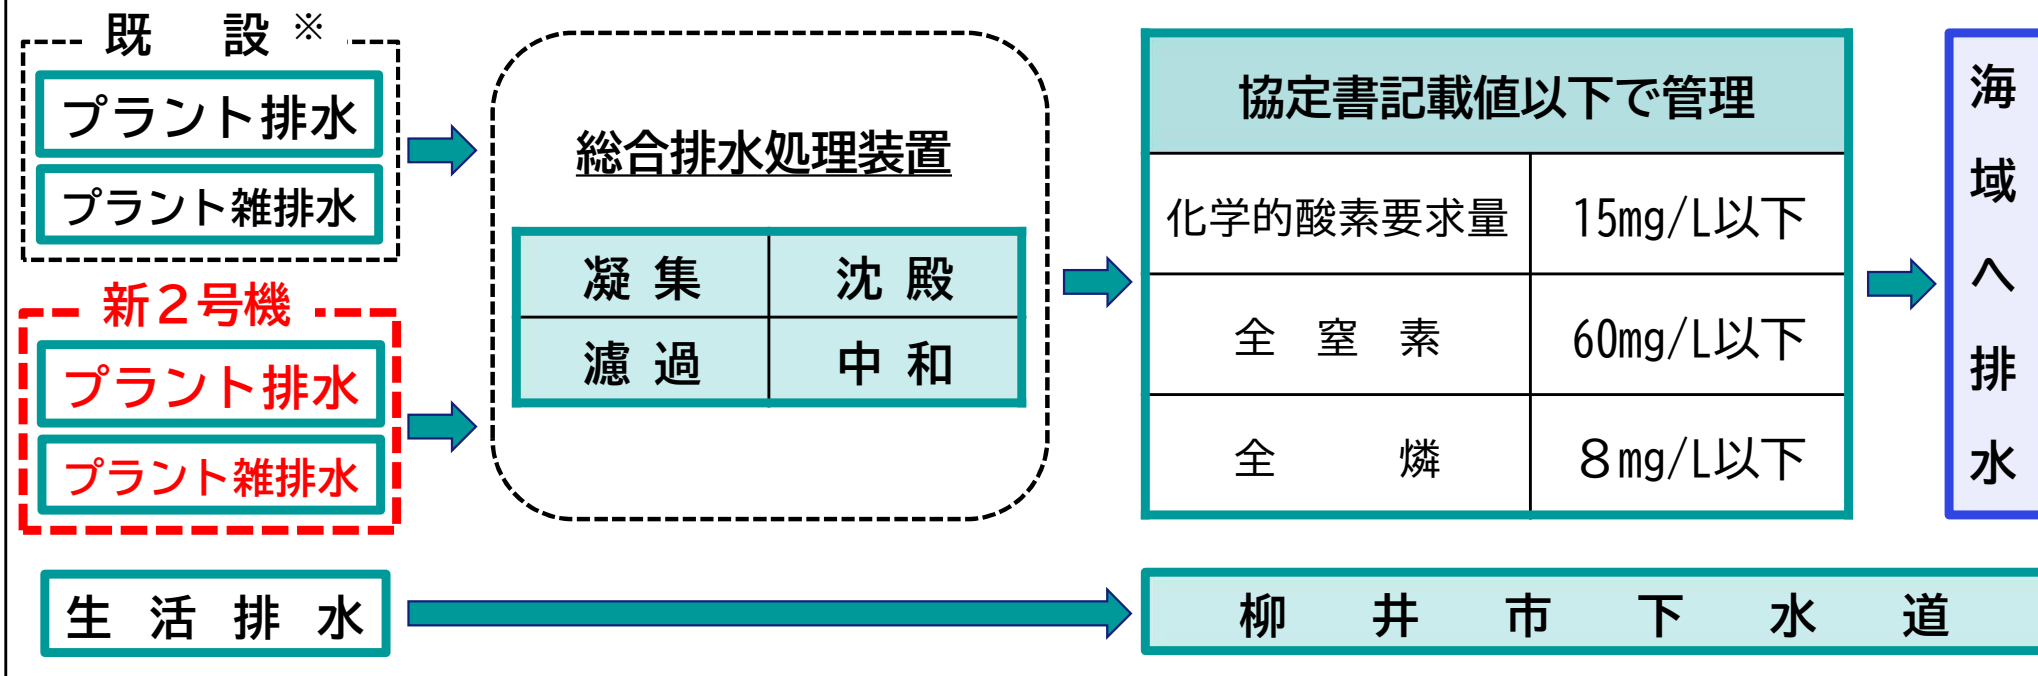 既 設 ※
プラント排水
プラント雑排水
新２号機
プラント排水
プラント雑排水
生 活 排 水
総合排水処理装置
凝 集 沈 殿
濾 過 中 和
協定書記載値以下で管理
化学的酸素要求量 15mg/L以下
全 窒 素 60mg/L以下
全 燐 ８mg/L以下
海域へ排水
柳 井 市 下 水 道